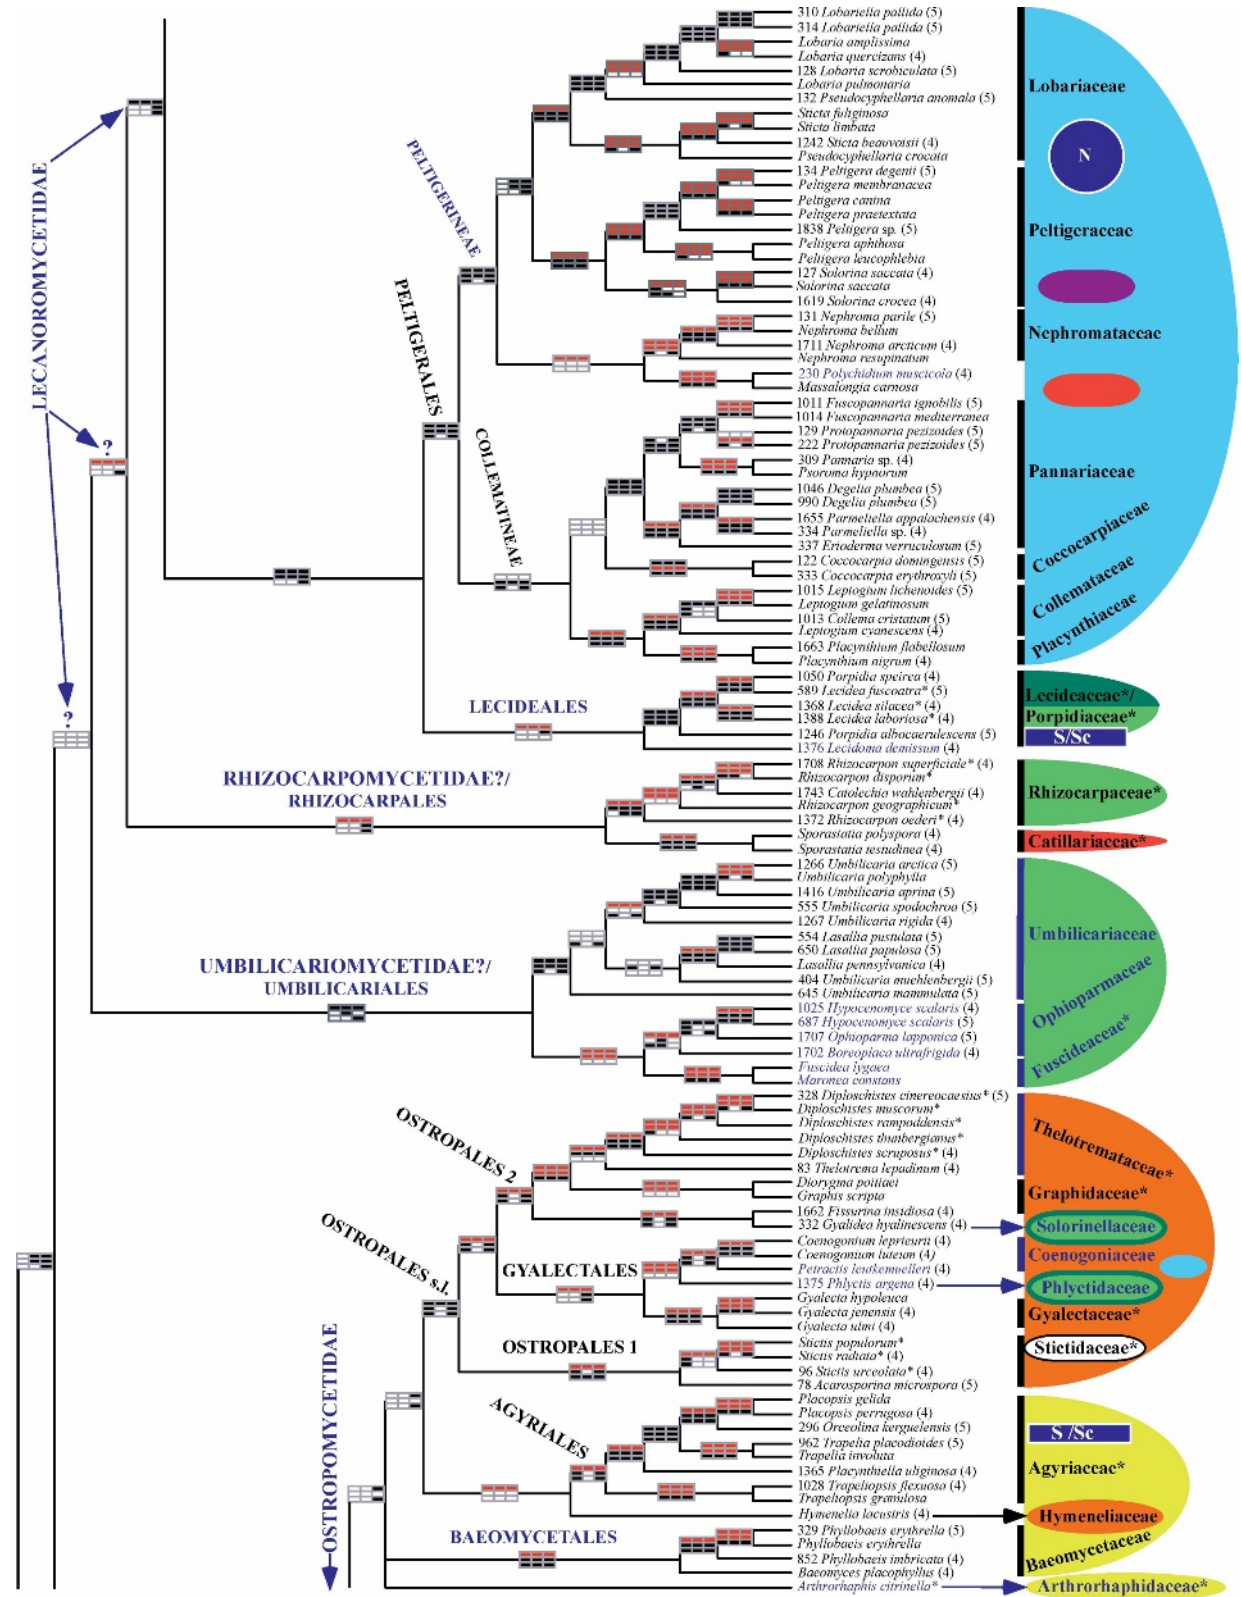 310 Lobariella pallida (5)
314 Lobariella pallida (5)
Lobaria amplissima
Lobaria quercizans (4)
128 Lobaria scrobiculata (5)
Lobaria pulmonaria
132 Pseudocyphellaria anomala (5)
Sticta fuliginosa
Sticta limbata
1242 Sticta beauvoisii (4)
Pseudocyphellaria crocata
134 Peltigera degenii (5)
Peltigera membranacea
Peltigera canina
Peltigera praetextata
1838 Peltigera sp. (5)
Peltigera aphthosa
Peltigera leucophlebia
127 Solorina saccata (4)
Solorina saccata
1619 Solorina crocea (4)
131 Nephroma parile (5)
Nephroma bellum
1711 Nephroma arcticum (4)
Nephroma resupinatum
230 Polychidium muscicola (4)
Massalongia carnosa
1011 Fuscopannaria ignobilis (5)
1014 Fuscopannaria mediterranea
129 Protopannaria pezizoides (5)
222 Protopannaria pezizoides (5)
309 Pannaria sp. (4)
Psoroma hypnorum
1046 Degelia plumbea (5)
990 Degelia plumbea (5)
1655 Parmeliella appalachensis (4)
334 Parmeliella sp. (4)
337 Erioderma verruculosum (5)
122 Coccocarpia domingensis (5)
333 Coccocarpia erythroxyli (5)
1015 Leptogium lichenoides (5)
Leptogium gelatinosum
1013 Collema cristatum (5)
Leptogium cyanescens (4)
1663 Placynthium flabellosum
Placynthium nigrum (4)
1050 Porpidia speirea (4)
589 Lecidea fuscoatra* (5)
1368 Lecidea silacea* (4)
1388 Lecidea laboriosa* (4)
1246 Porpidia albocaerulescens (5)
1376 Lecidoma demissum (4)
1708 Rhizocarpon superficiale* (4)
Rhizocarpon disporum*
1743 Catolechia wahlenbergii (4)
Rhizocarpon geographicum*
1372 Rhizocarpon oederi* (4)
Sporastatia polyspora (4)
Sporastatia testudinea (4)
1266 Umbilicaria arctica (5)
Umbilicaria polyphylla
1416 Umbilicaria aprina (5)
555 Umbilicaria spodochroa (5)
1267 Umbilicaria rigida (4)
554 Lasallia pustulata (5)
650 Lasallia papulosa (5)
Lasallia pennsylvanica (4)
404 Umbilicaria muehlenbergii (5)
645 Umbilicaria mammulata (5)
1025 Hypocenomyce scalaris (4)
687 Hypocenomyce scalaris (5)
1707 Ophioparma lapponica (5)
1702 Boreoplaca ultrafrigida (4)
Fuscidea lygaea
Maronea constans
328 Diploschistes cinereocaesius* (5)
Diploschistes muscorum*
Diploschistes rampoddensis*
Diploschistes thunbergianus*
Diploschistes scruposus* (4)
83 Thelotrema lepadinum (4)
Diorygma poitiaei
Graphis scripta
1662 Fissurina insidiosa (4)
332 Gyalidea hyalinescens (4)
Coenogonium leprieurii (4)
Coenogonium luteum (4)
Petractis leutkemuelleri (4)
1375 Phlyctis argena (4)
Gyalecta hypoleuca
Gyalecta jenensis (4)
Gyalecta ulmi (4)
Stictis populorum*
Stictis radiata* (4)
96 Stictis urceolata* (4)
78 Acarosporina microspora (5)
Placopsis gelida
Placopsis perrugosa (4)
296 Orceolina kerguelensis (5)
962 Trapelia placodioides (5)
Trapelia involuta
1365 Placynthiella uliginosa (4)
1028 Trapeliopsis flexuosa (4)
Trapeliopsis granulosa
Hymenelia lacustris (4)
329 Phyllobaeis erythrella (5)
Phyllobaeis erythrella
852 Phyllobaeis imbricata (4)
Baeomyces placophyllus (4)
Arthrorhaphis citrinella*
LECANOROMYCETIDAE
?
?
PELTIGERINEAE
PELTIGERALES
COLLEMATINEAE
LECIDEALES
RHIZOCARPOMYCETIDAE?/
RHIZOCARPALES
UMBILICARIOMYCETIDAE?/
UMBILICARIALES
OSTROPALES 2
OSTROPALES s.l.
GYALECTALES
OSTROPALES 1
AGYRIALES
OSTROPOMYCETIDAE
BAEOMYCETALES
Lobariaceae
N
Peltigeraceae
Nephromataceae
Pannariaceae
Coccocarpiaceae
Collemataceae
Placynthiaceae
Lecideaceae*/
Porpidiaceae*
S/Sc
Rhizocarpaceae*
Catillariaceae*
Umbilicariaceae
Ophioparmaceae
Fuscideaceae*
Thelotremataceae*
Graphidaceae*
Solorinellaceae
Coenogoniaceae
Phlyctidaceae
Gyalectaceae*
Stictidaceae*
S /Sc
Agyriaceae*
Hymeneliaceae
Baeomycetaceae
Arthrorhaphidaceae*